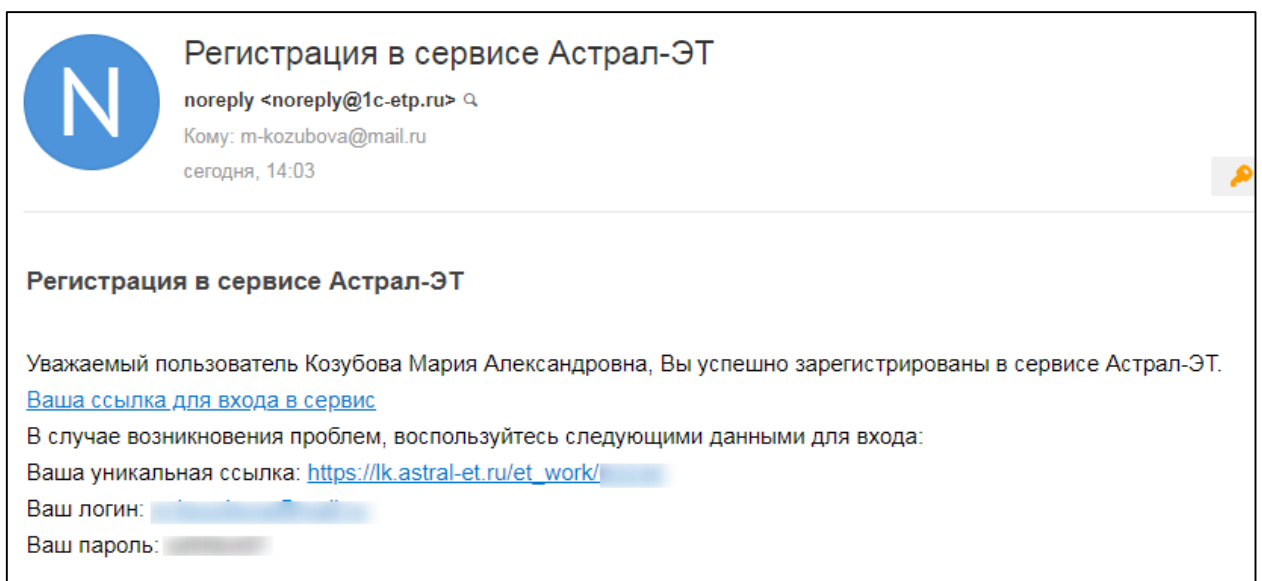 N
Регистрация в сервисе Астрал-ЭТ
noreply <noreply@1c-etp.ru>
Кому: m-kozubova@mail.ru
сегодня, 14:03
Регистрация в сервисе Астрал-ЭТ
Уважаемый пользователь Козубова Мария Александровна, Вы успешно зарегистрированы в сервисе Астрал-ЭТ.
Ваша ссылка для входа в сервис
В случае возникновения проблем, воспользуйтесь следующими данными для входа:
Ваша уникальная ссылка: https://lk.astral-et.ru/et_work/
Ваш логин:
Ваш пароль: